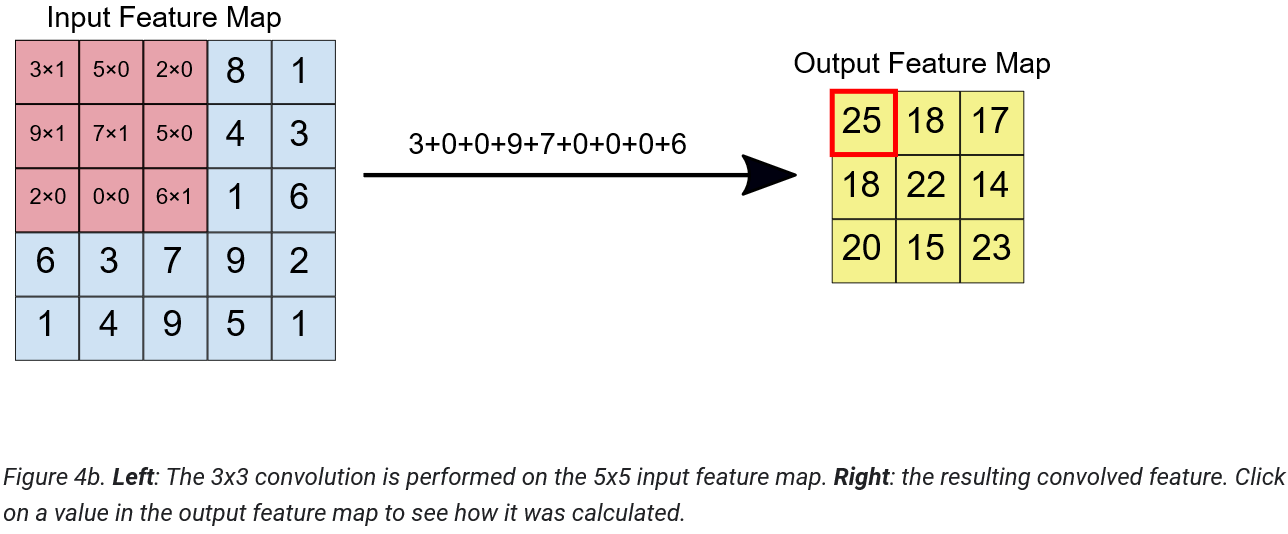 Input Feature Map
3×1 5×0 2×0 8 1
9×1 7×1 5×0 4 3
2×0 0×0 6×1 1 6
6 3 7 9 2
1 4 9 5 1
3+0+0+9+7+0+0+0+6
Output Feature Map
25 18 17
18 22 14
20 15 23
Figure 4b. Left: The 3x3 convolution is performed on the 5x5 input feature map. Right: the resulting convolved feature. Click
on a value in the output feature map to see how it was calculated.